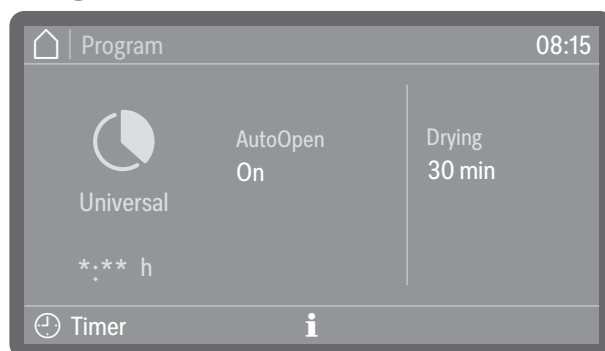 Program
08:15
AutoOpen
On
Drying
30 min
Universal
*:** h
Timer
i